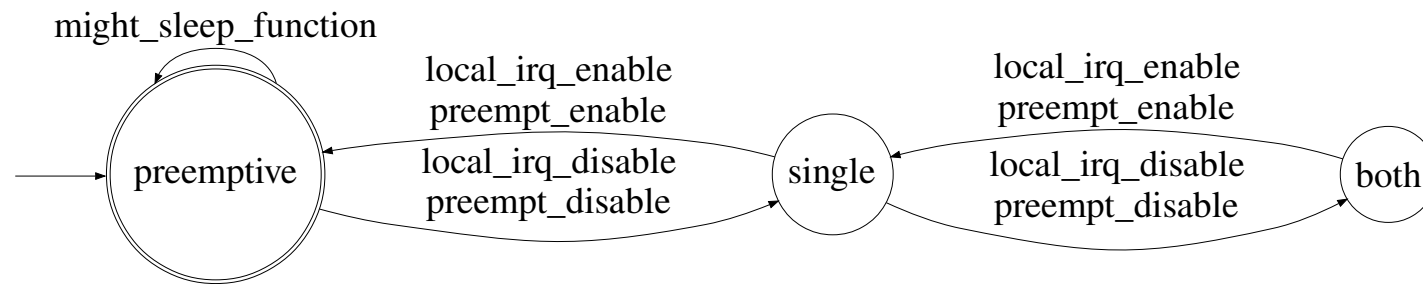 might_sleep_function
local_irq_enable
preempt_enable
local_irq_enable
preempt_enable
preemptive
local_irq_disable
preempt_disable
single
local_irq_disable
preempt_disable
both